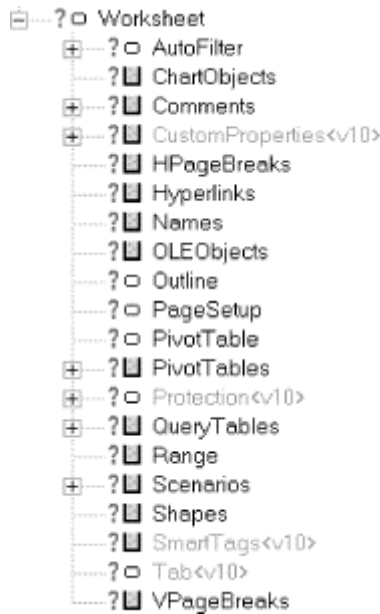 ? Worksheet
? AutoFilter
? ChartObjects
? Comments
? CustomProperties<v10>
? HPageBreaks
? Hyperlinks
? Names
? OLEObjects
? Outline
? PageSetup
? PivotTable
? PivotTables
? Protection<v10>
? QueryTables
? Range
? Scenarios
? Shapes
? SmartTags<v10>
? Tab<v10>
? VPageBreaks